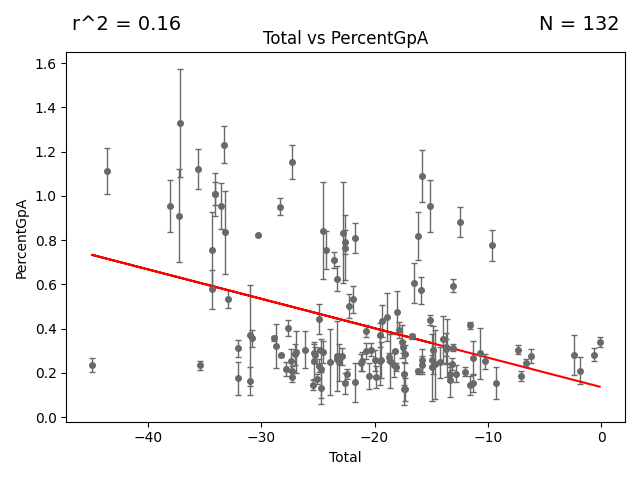 r^2 = 0.16
N = 132
Total vs PercentGpA
1.6
1.4
1.2
1.0
0.8
0.6
0.4
0.2
0.0
PercentGpA
−40
−30
−20
−10
0
Total